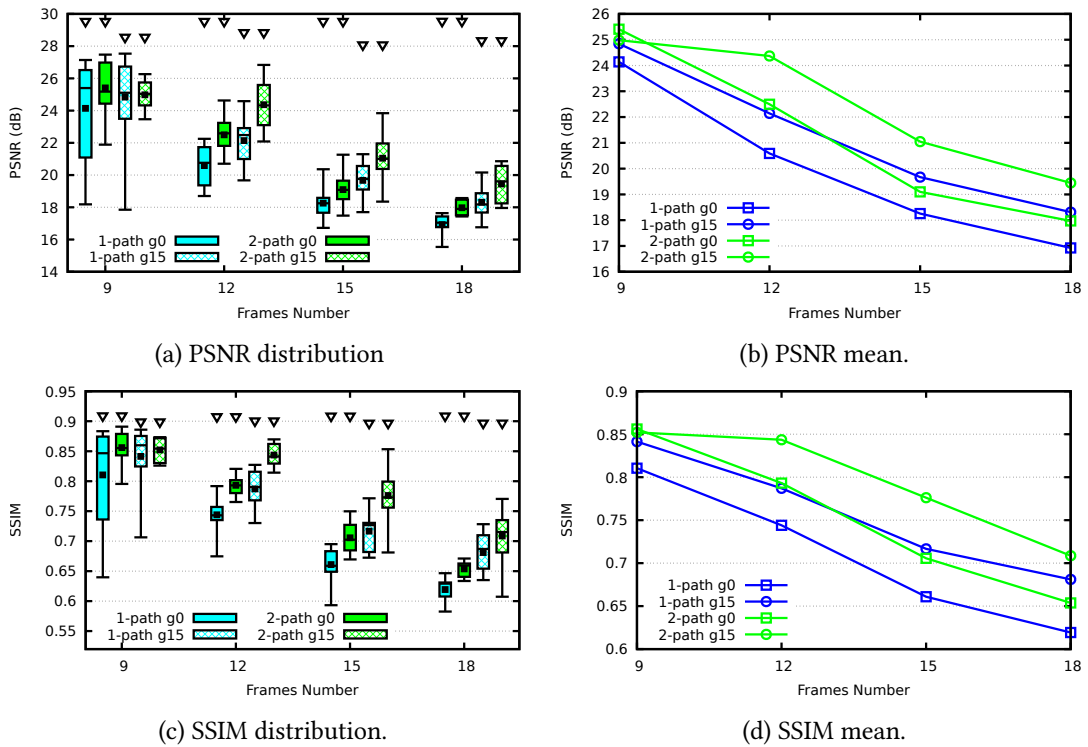 30
28
26
24
22
20
18
16
14
PSNR (dB)
1-path g0
1-path g15
2-path g0
2-path g15
9 12 15 18
Frames Number
(a) PSNR distribution
26
25
24
23
22
21
20
19
18
17
16
PSNR (dB)
1-path g0
1-path g15
2-path g0
2-path g15
9 12 15 18
Frames Number
(b) PSNR mean.
0.95
0.9
0.85
0.8
0.75
0.7
0.65
0.6
0.55
SSIM
1-path g0
1-path g15
2-path g0
2-path g15
9 12 15 18
Frames Number
(c) SSIM distribution.
0.9
0.85
0.8
0.75
0.7
0.65
0.6
SSIM
1-path g0
1-path g15
2-path g0
2-path g15
9 12 15 18
Frames Number
(d) SSIM mean.